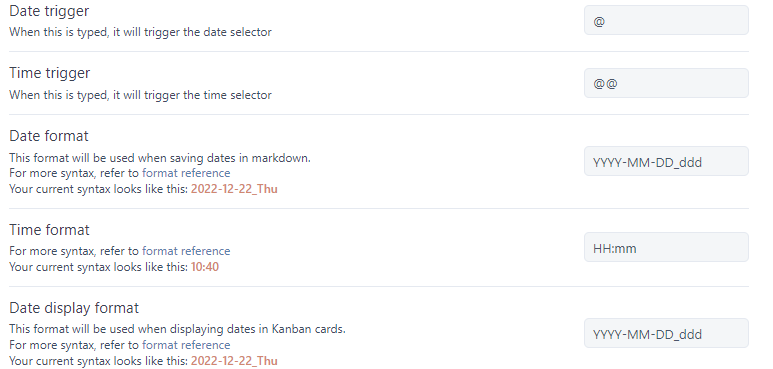 Date trigger
When this is typed, it will trigger the date selector
@
Time trigger
When this is typed, it will trigger the time selector
@@
Date format
This format will be used when saving dates in markdown.
For more syntax, refer to format reference
Your current syntax looks like this: 2022-12-22_Thu
YYYY-MM-DD_ddd
Time format
For more syntax, refer to format reference
Your current syntax looks like this: 10:40
HH:mm
Date display format
This format will be used when displaying dates in Kanban cards.
For more syntax, refer to format reference
Your current syntax looks like this: 2022-12-22_Thu
YYYY-MM-DD_ddd